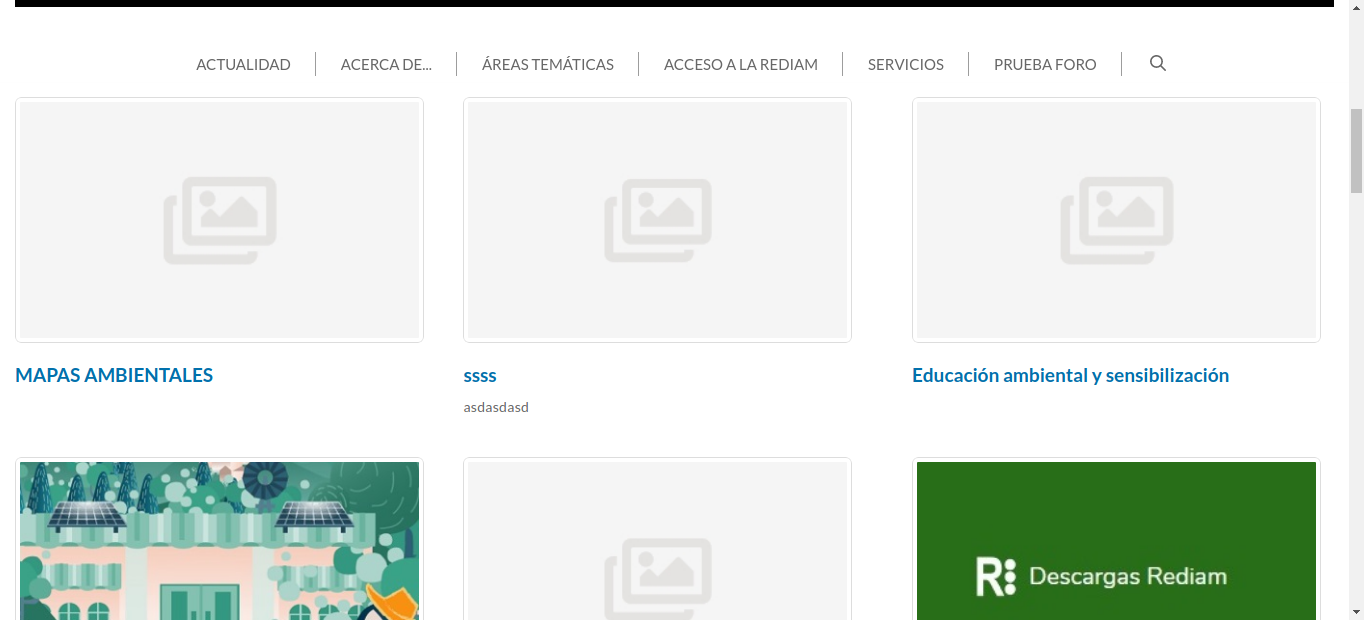 ACTUALIDAD ACERCA DE... ÁREAS TEMÁTICAS ACCESO A LA REDIAM SERVICIOS PRUEBA FORO
MAPAS AMBIENTALES
ssss
asdasdasd
Educación ambiental y sensibilización
R Descargas Rediam